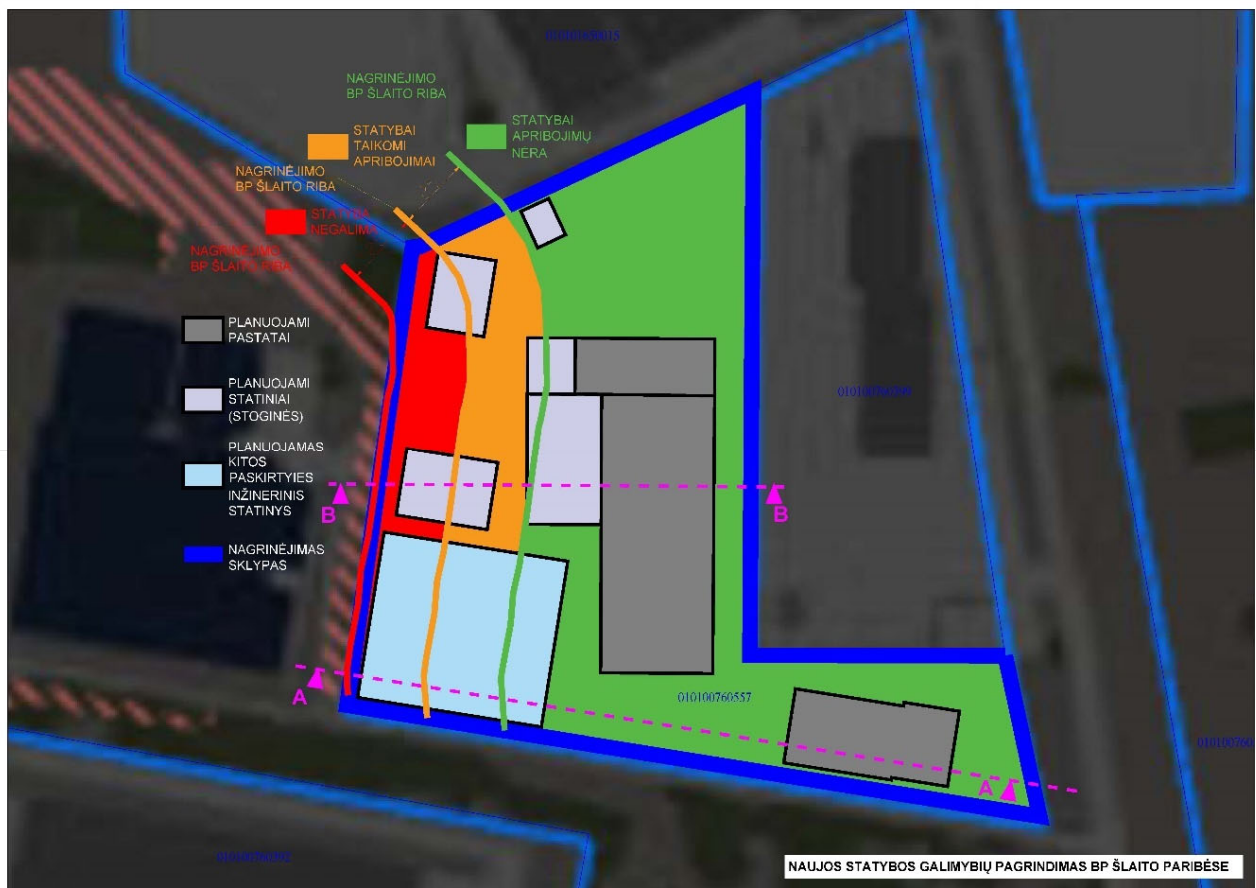 010101850015
NAGRINĖJIMO
BP ŠLAITO RIBA
STATYBAI
APRIBOJIMŲ
NĖRA
STATYBAI
TAIKOMI
APRIBOJIMAI
NAGRINĖJIMO
BP ŠLAITO RIBA
STATYBA
NEGALIMA
NAGRINĖJIMO
BP ŠLAITO RIBA
PLANUOJAMI
PASTATAI
PLANUOJAMI
STATINIAI
(STOGINĖS)
PLANUOJAMAS
KITOS
PASKIRTYIES
INŽINERINIS
STATINYS
NAGRINĖJIMAS
SKLYPAS
B
B
A
A
010100760557
NAUJOS STATYBOS GALIMYBIŲ PAGRINDIMAS BP ŠLAITO PARIBĖSE